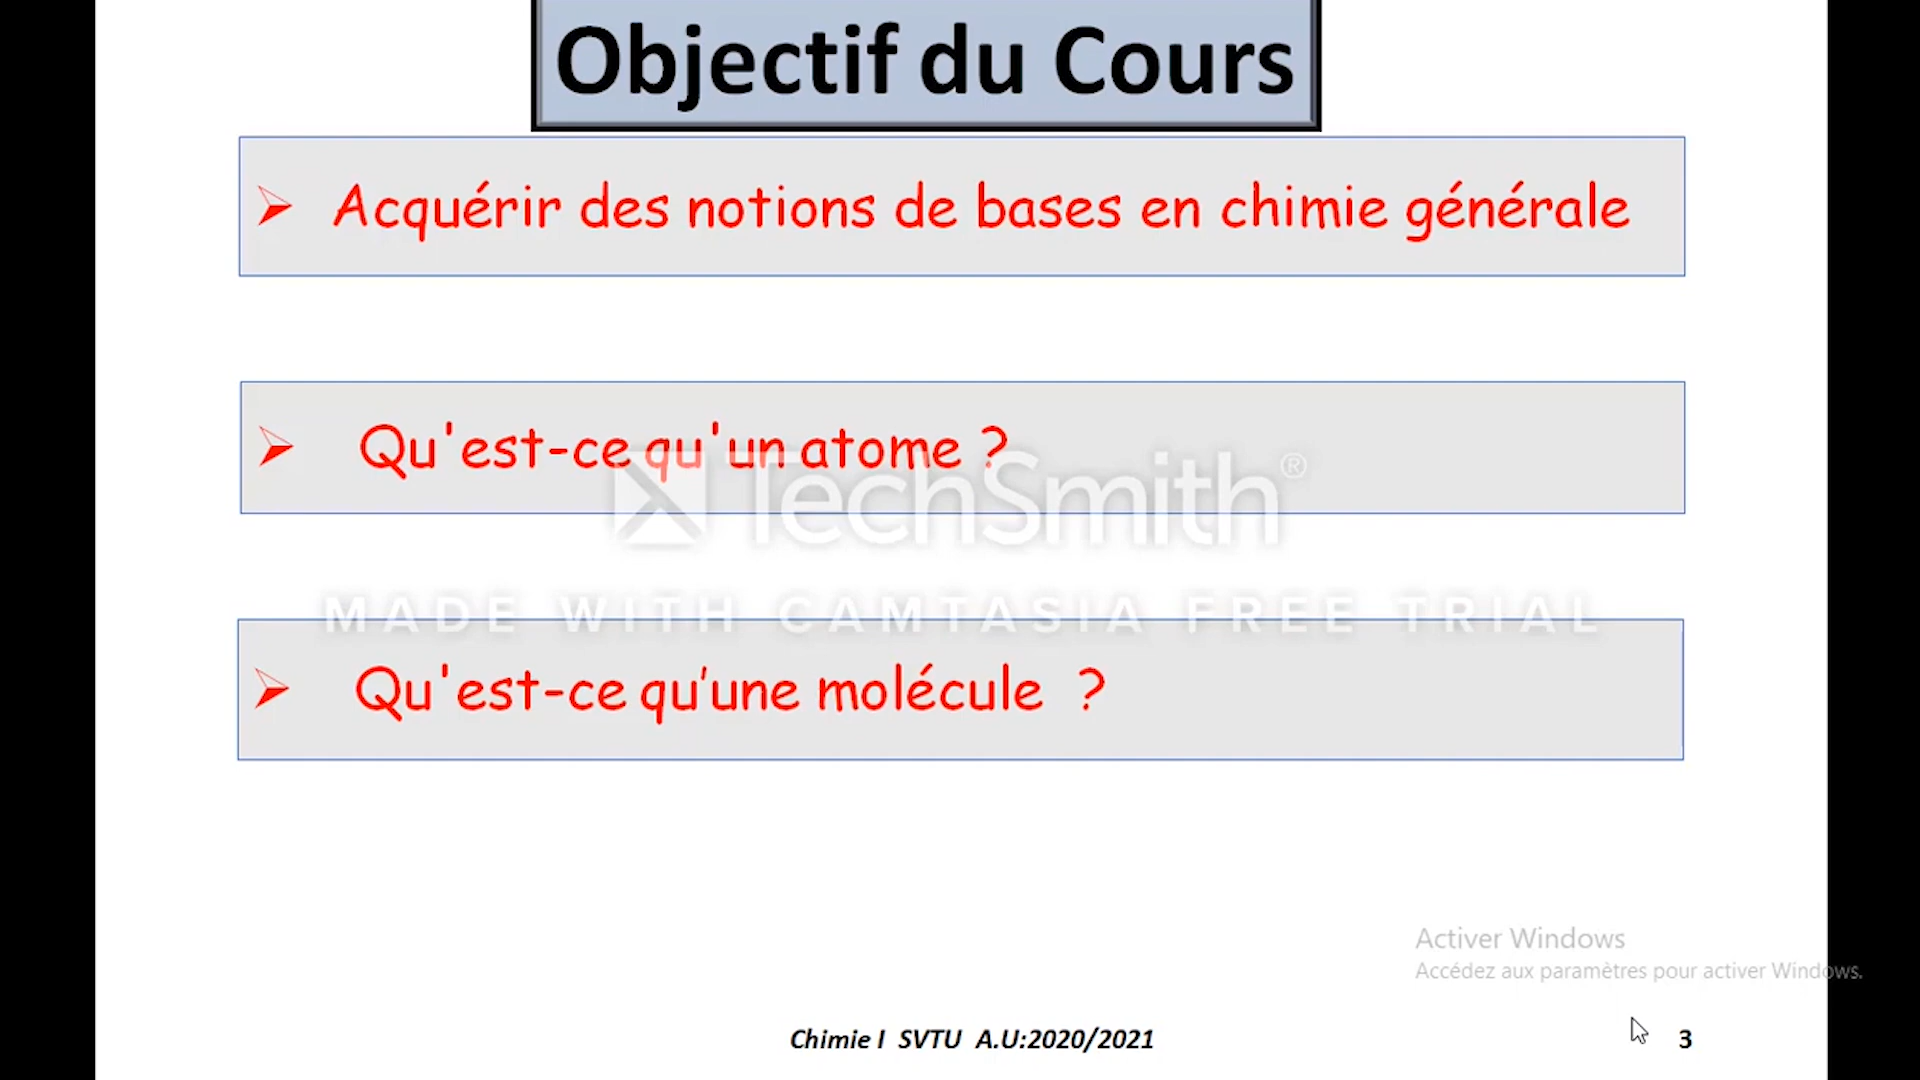 Objectif du Cours
Acquérir des notions de bases en chimie générale
Qu'est-ce qu'un atome ?
TechSmith®
MADE WITH CAMTASIA FREE TRIAL
Qu'est-ce qu’une molécule ?
Activer Windows
Accédez aux paramètres pour activer Windows.
Chimie I SVTU A.U:2020/2021
3